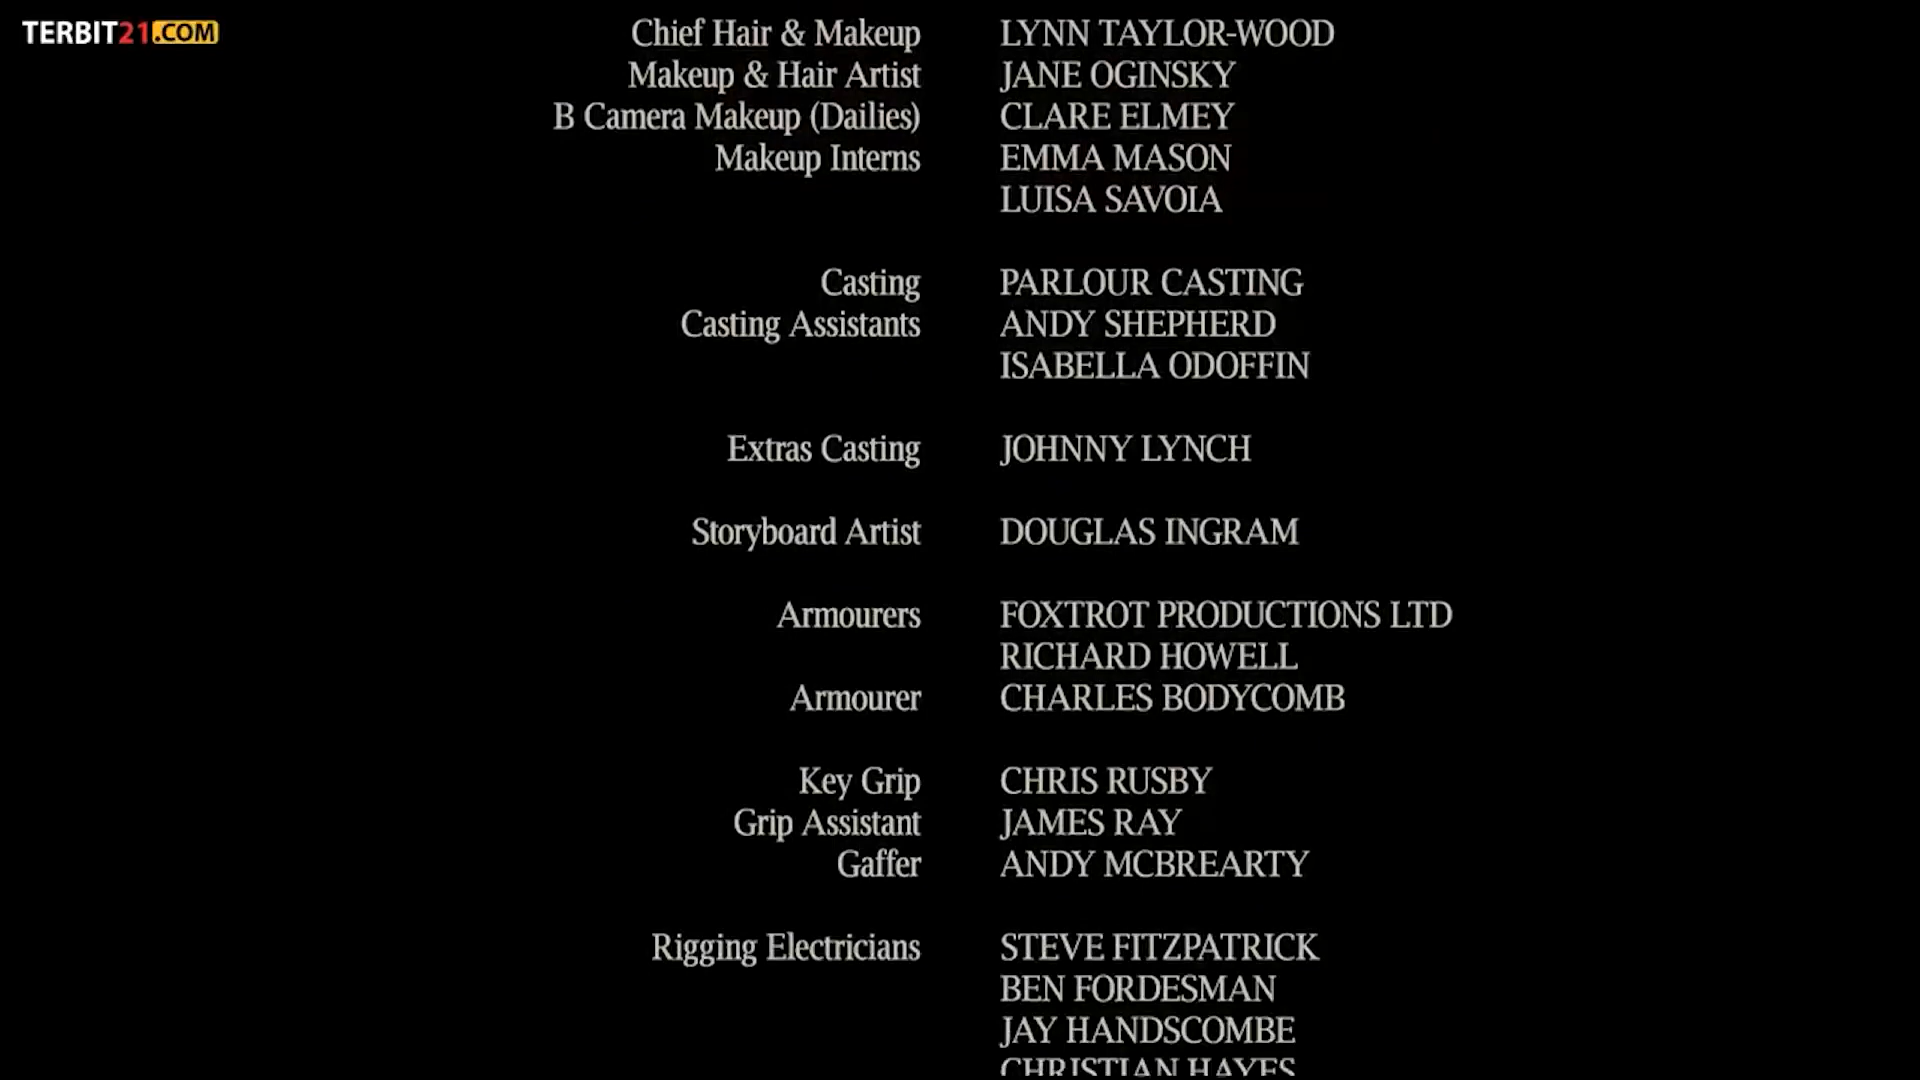 TERBIT21.COM
Chief Hair & Makeup LYNN TAYLOR-WOOD
Makeup & Hair Artist JANE OGINSKY
B Camera Makeup (Dailies) CLARE ELMEY
Makeup Interns EMMA MASON
LUISA SAVOIA
Casting PARLOUR CASTING
Casting Assistants ANDY SHEPHERD
ISABELLA ODOFFIN
Extras Casting JOHNNY LYNCH
Storyboard Artist DOUGLAS INGRAM
Armourers FOXTROT PRODUCTIONS LTD
RICHARD HOWELL
Armourer CHARLES BODYCOMB
Key Grip CHRIS RUSBY
Grip Assistant JAMES RAY
Gaffer ANDY MCBREARTY
Rigging Electricians STEVE FITZPATRICK
BEN FORDESMAN
JAY HANDSCOMBE
CHRISTIAN HAYES